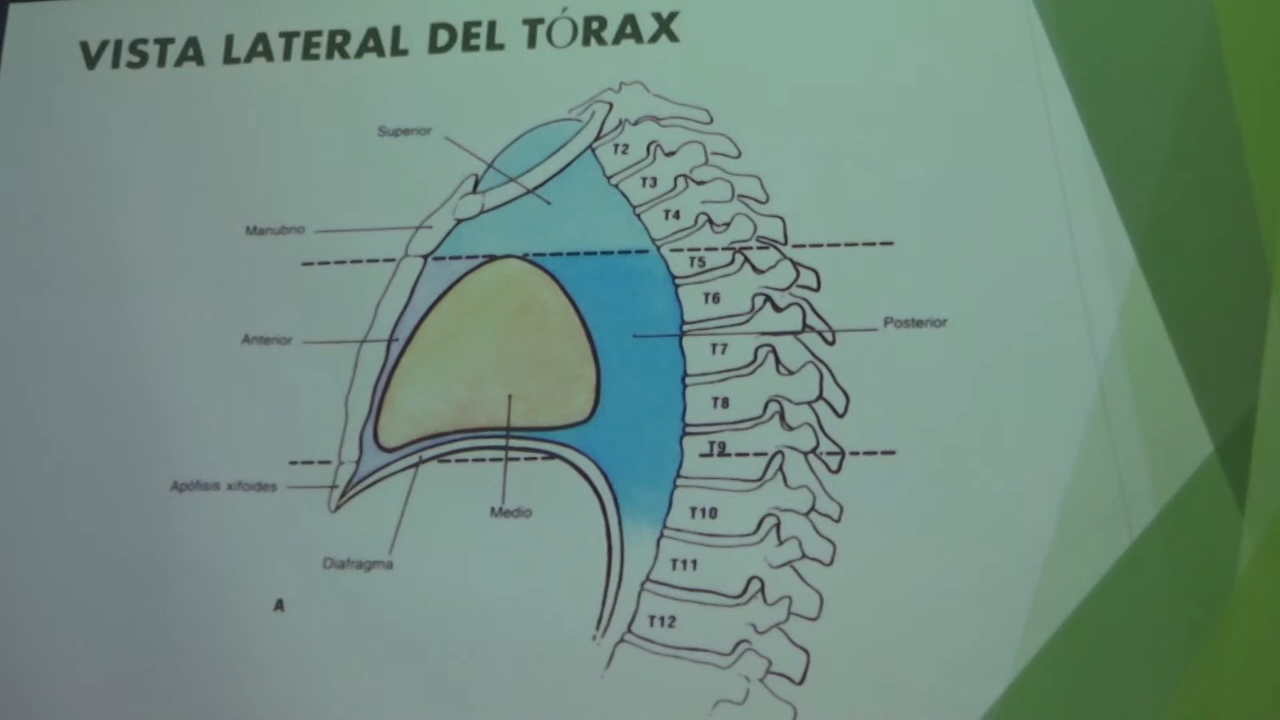 VISTA LATERAL DEL TÓRAX
Superior
T2
T3
Manubrio
T4
T5
T6
Anterior
Posterior
T7
T8
T9
Apófisis xifoides
T10
Medio
Diafragma
T11
A
T12